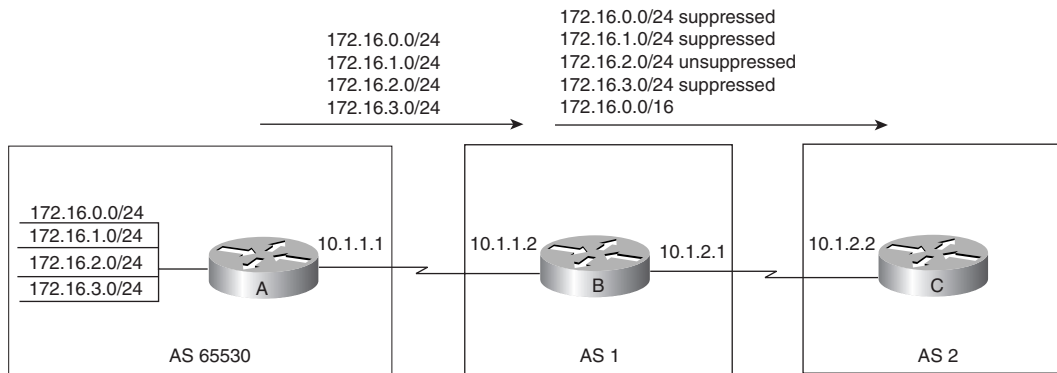 172.16.0.0/24
172.16.1.0/24
172.16.2.0/24
172.16.3.0/24
172.16.0.0/24 suppressed
172.16.1.0/24 suppressed
172.16.2.0/24 unsuppressed
172.16.3.0/24 suppressed
172.16.0.0/16
172.16.0.0/24
172.16.1.0/24
172.16.2.0/24
172.16.3.0/24
A
10.1.1.1
AS 65530
10.1.1.2
B
10.1.2.1
AS 1
10.1.2.2
C
AS 2